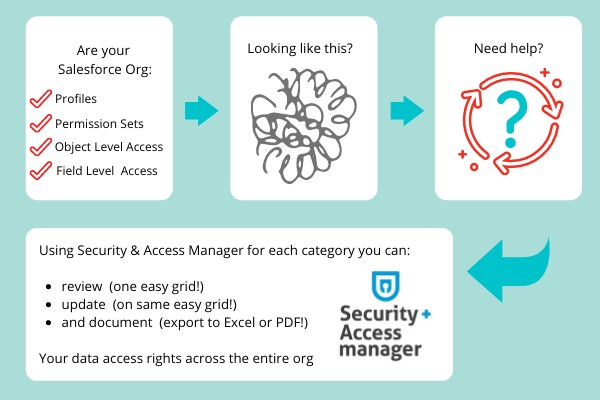 Are your
Salesforce Org:
Profiles
Permission Sets
Object Level Access
Field Level Access
Looking like this?
Need help?
?
Using Security & Access Manager for each category you can:
• review (one easy grid!)
• update (on same easy grid!)
• and document (export to Excel or PDF!)
Your data access rights across the entire org
Security +
Access
manager